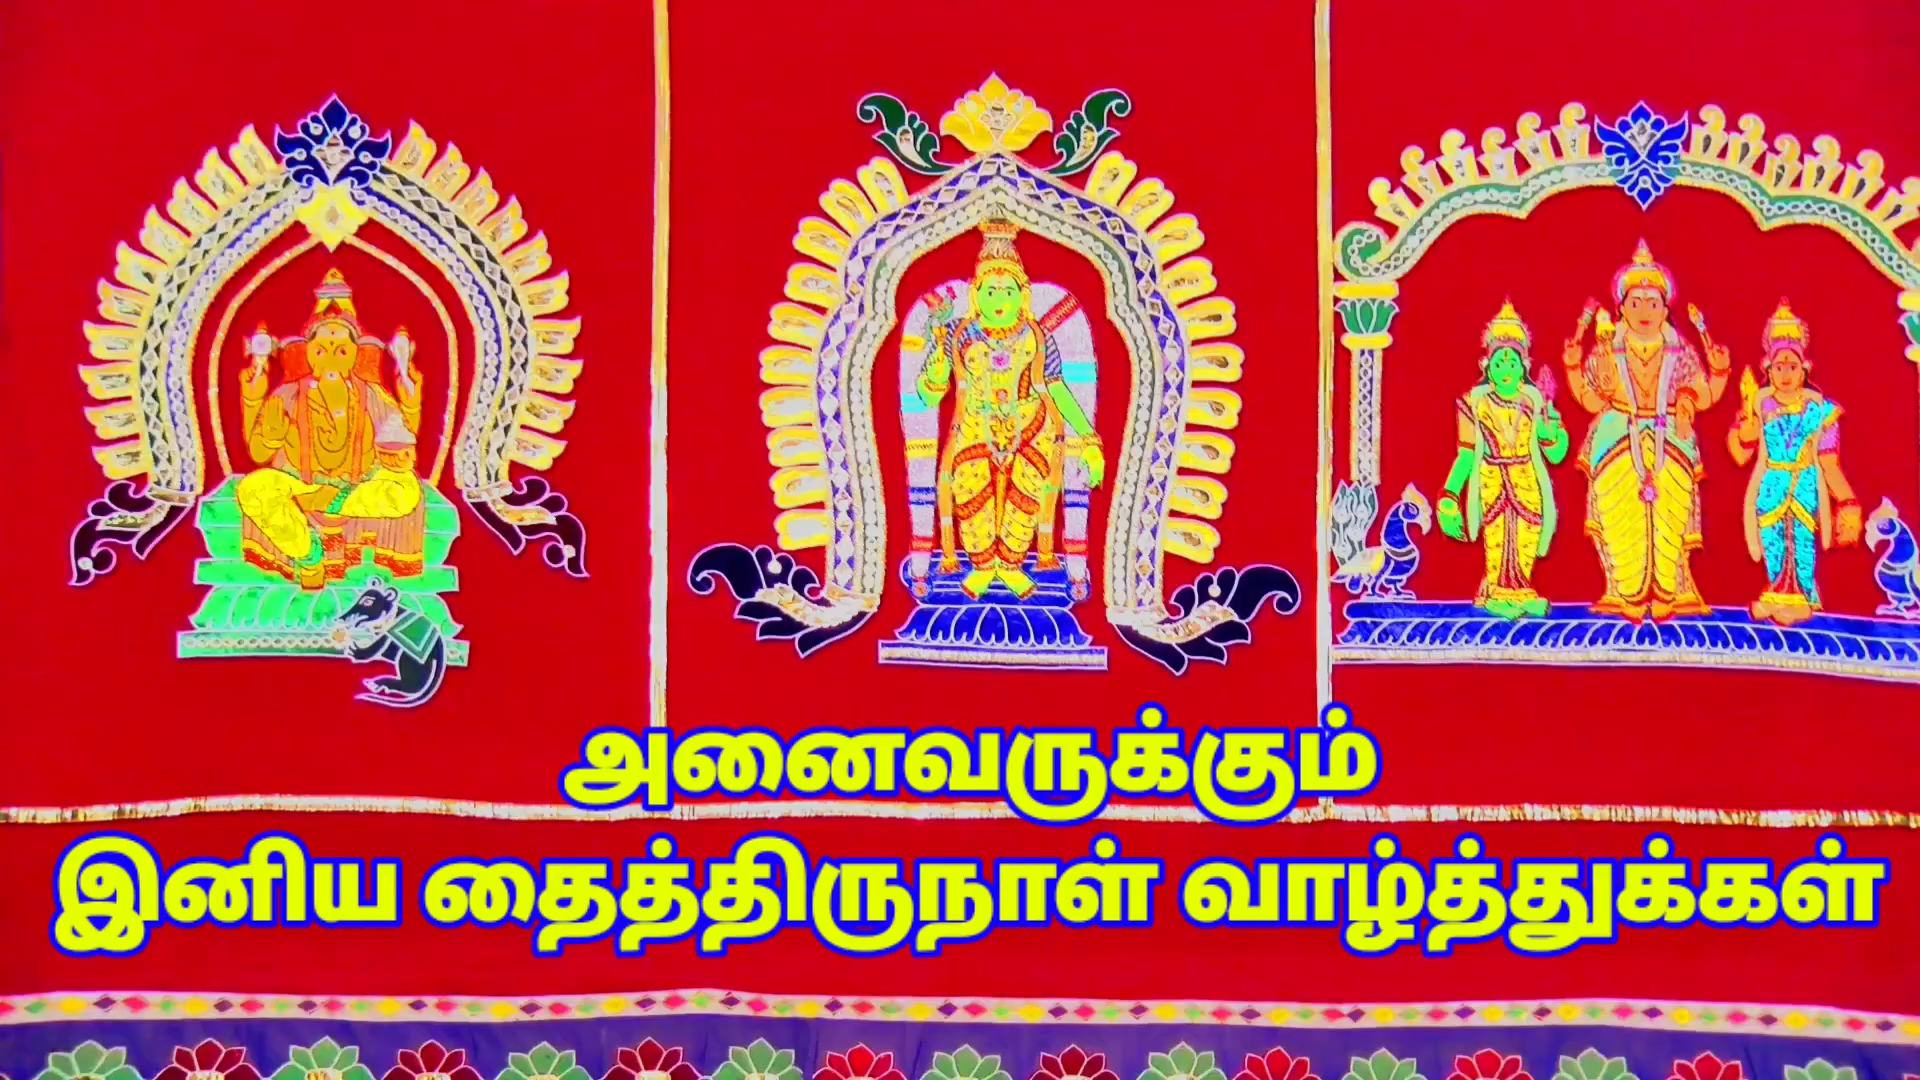 அனைவருக்கும்
இனிய தைத்திருநாள் வாழ்த்துக்கள்